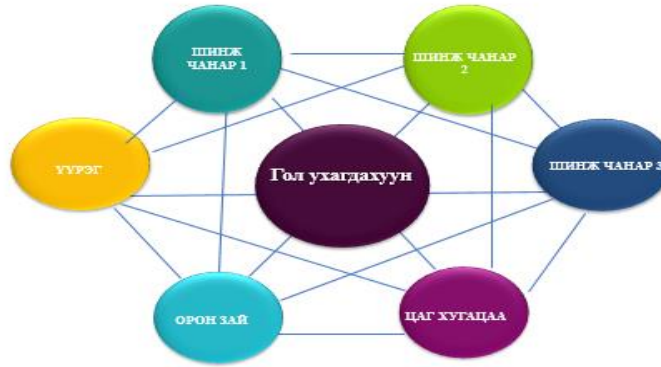 ШИНЖ
ЧАНАР 1
ШИНЖ ЧАНАР
2
ҮҮРЭГ
Гол ухагдахуун
ШИНЖ ЧАНАР 3
ОРОН ЗАЙ
ЦАГ ХУГАЦАА